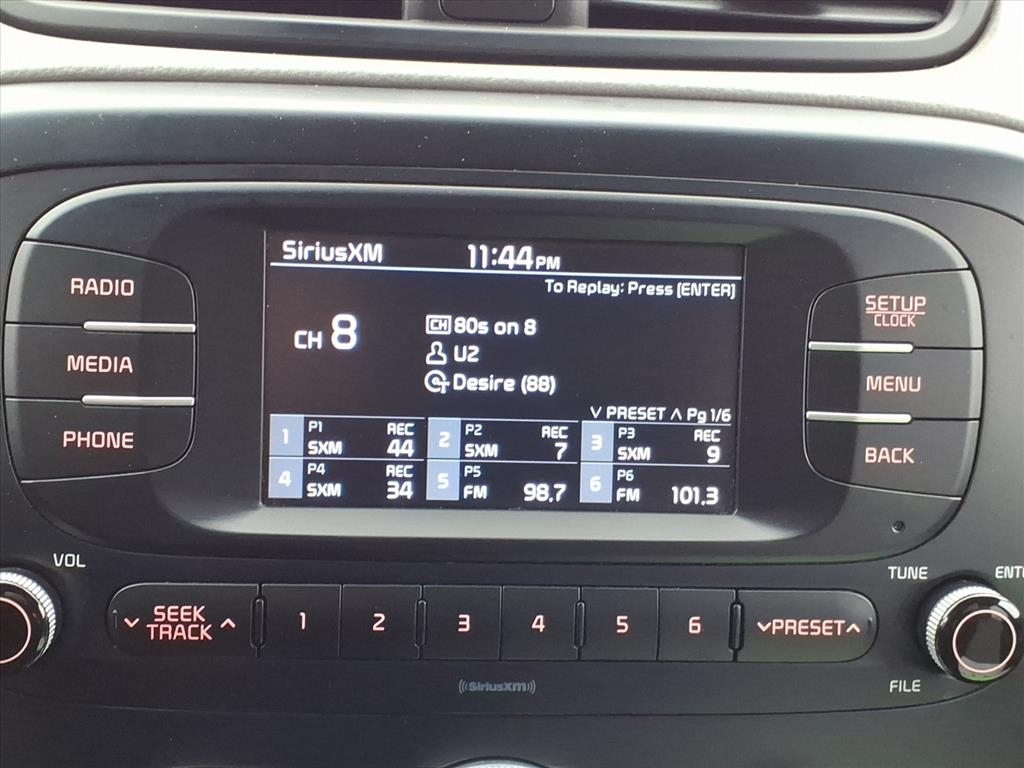 SiriusXM 11:44PM
To Replay: Press [ENTER]
CH 8
CH 80s on 8
U2
Desire (88)
PRESET Pg 1/6
1 P1 REC
SXM 44
2 P2 REC
SXM 7
3 P3 REC
SXM 9
4 P4 REC
SXM 34
5 P5
FM 98.7
6 P6
FM 101.3
RADIO
MEDIA
PHONE
SETUP
CLOCK
MENU
BACK
VOL
SEEK
TRACK
1 2 3 4 5 6
PRESET
TUNE
FILE
SiriusXM